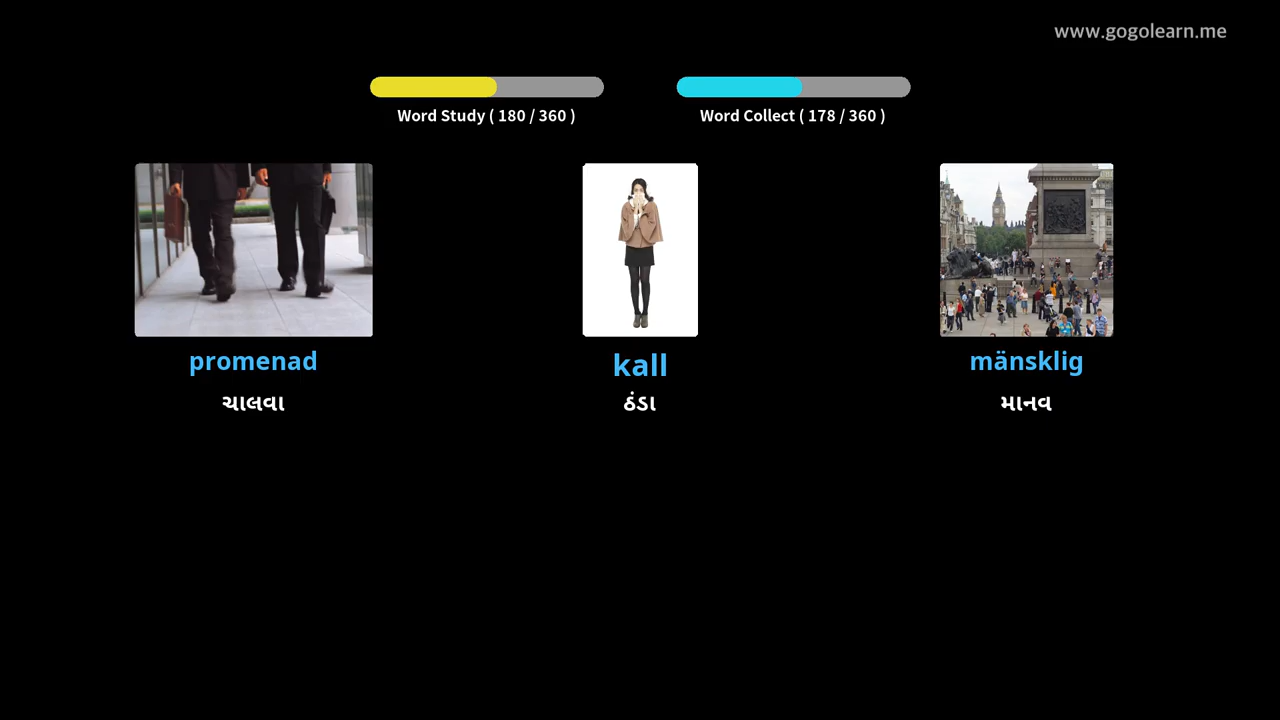 www.gogolearn.me
Word Study ( 180 / 360 )
Word Collect ( 178 / 360 )
promenad
kall
mänsklig
ચાલવા
ઠંડા
માનવ